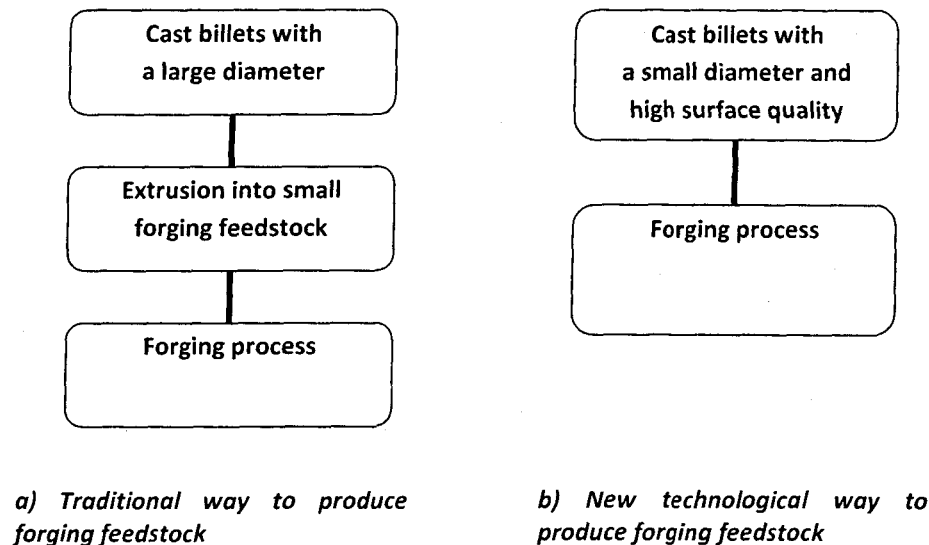 Cast billets with
a large diameter
Extrusion into small
forging feedstock
Forging process
a) Traditional way to produce
forging feedstock
Cast billets with
a small diameter and
high surface quality
Forging process
b) New technological way to
produce forging feedstock